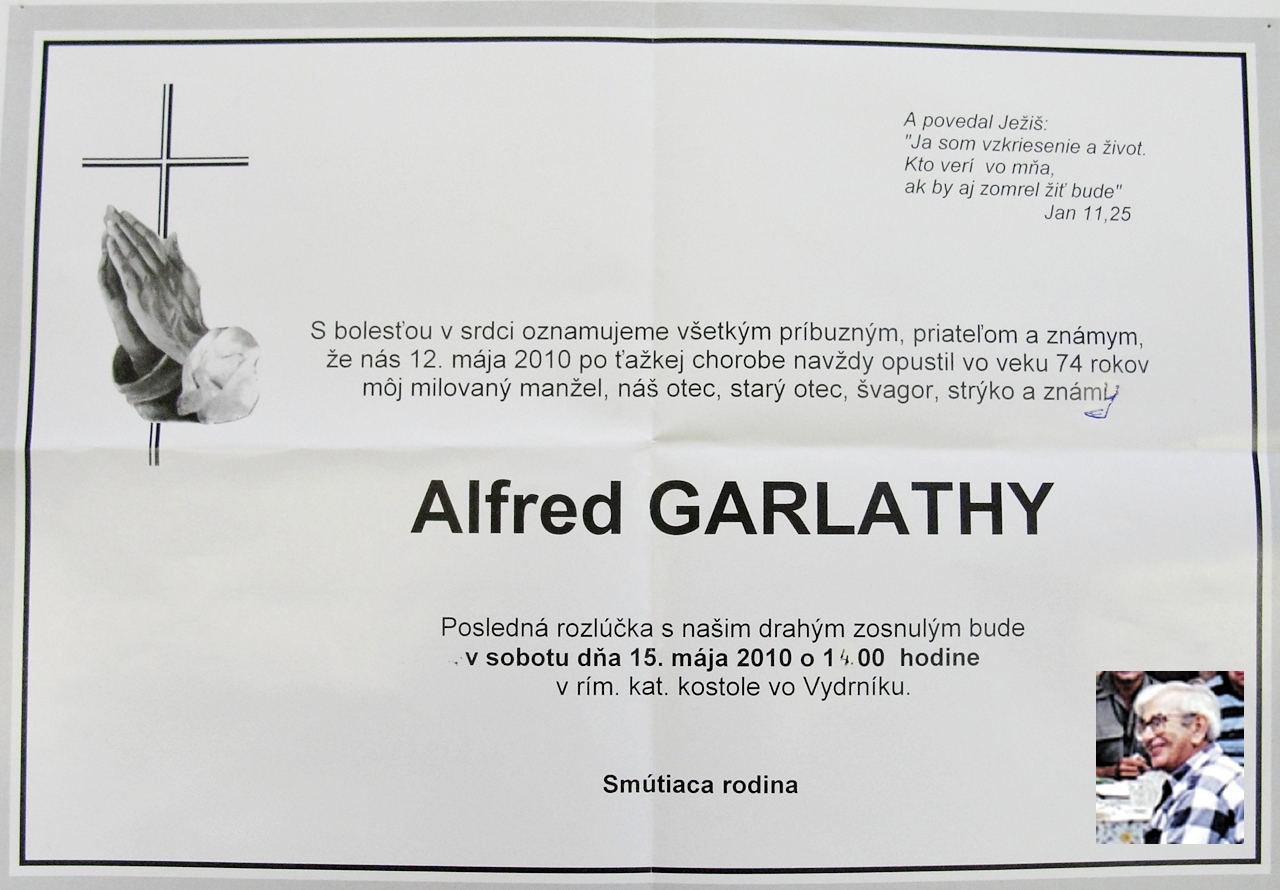 A povedal Ježiš:
"Ja som vzkriesenie a život.
Kto verí vo mňa,
ak by aj zomrel žiť bude"
Jan 11,25
S bolesťou v srdci oznamujeme všetkým príbuzným, priateľom a známym,
že nás 12. mája 2010 po ťažkej chorobe navždy opustil vo veku 74 rokov
môj milovaný manžel, náš otec, starý otec, švagor, strýko a známy
Alfred GARLATHY
Posledná rozlúčka s našim drahým zosnulým bude
v sobotu dňa 15. mája 2010 o 14.00 hodine
v rím. kat. kostole vo Vydrníku.
Smútiaca rodina